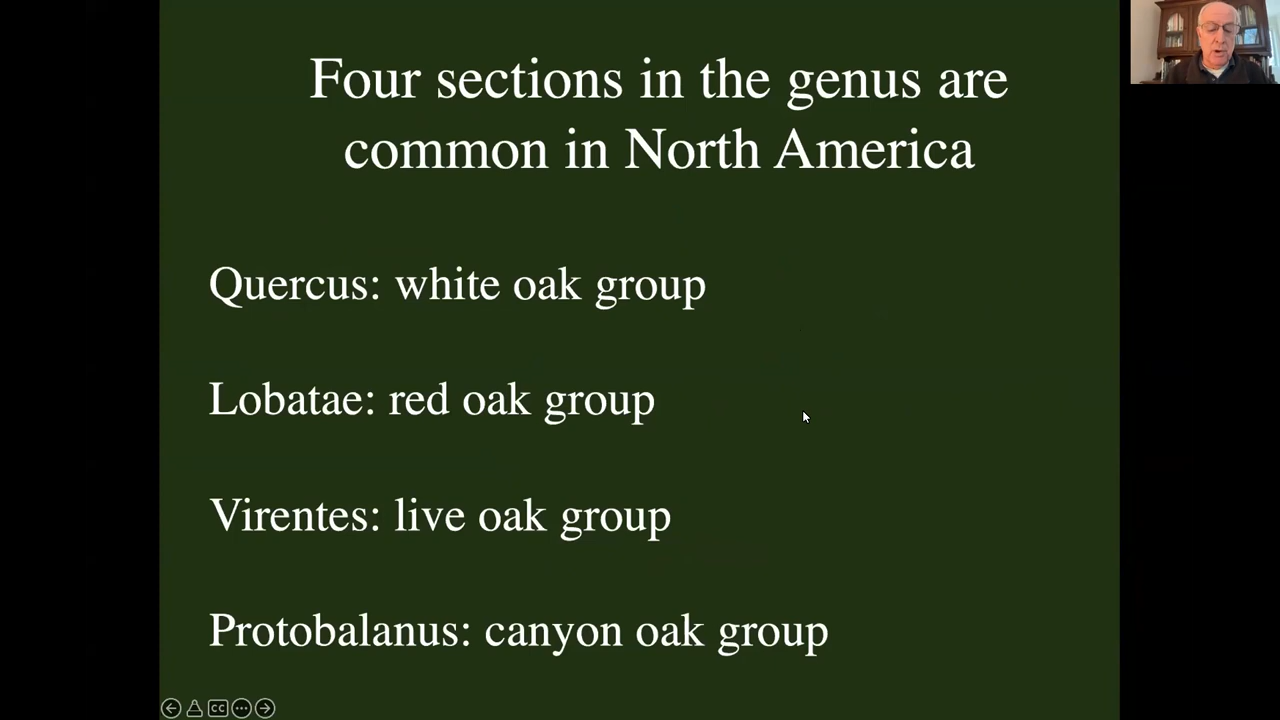 Four sections in the genus are
common in North America
Quercus: white oak group
Lobatae: red oak group
Virentes: live oak group
Protobalanus: canyon oak group
CC